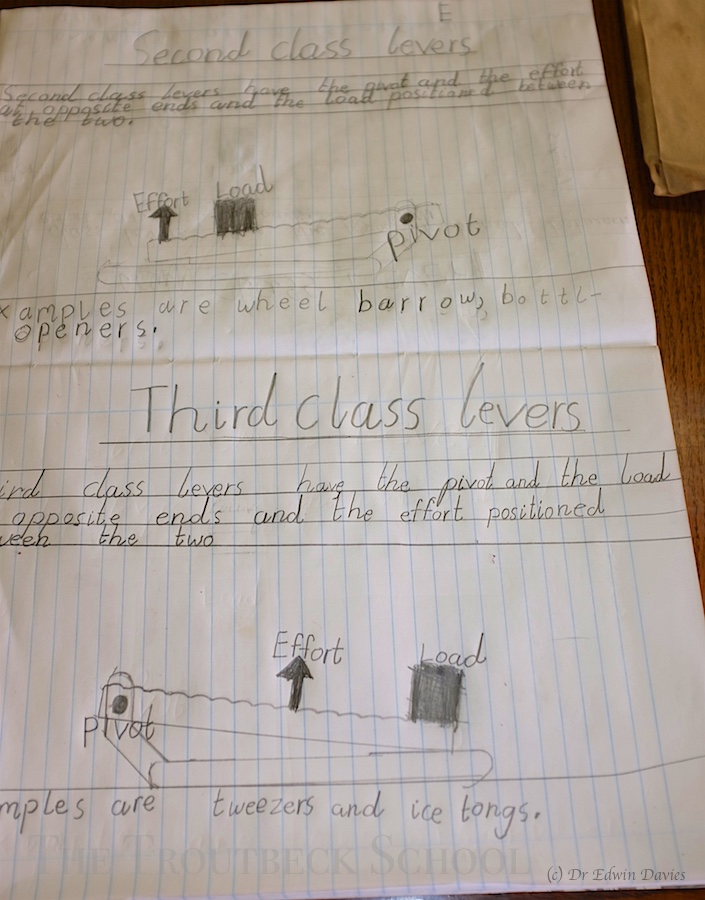 E
Second class levers
Second class levers have the pivot and the effort
at opposite ends and the load positioned between
the two.
Effort Load
pivot
xamples are wheel barrow, bottl-
openers.
Third class levers
ird class levers have the pivot and the load
opposite ends and the effort positioned
ween the two
Effort Load
pivot
mples are tweezers and ice tongs.
THE TROUTBECK SCHOOL
(c) Dr Edwin Davies